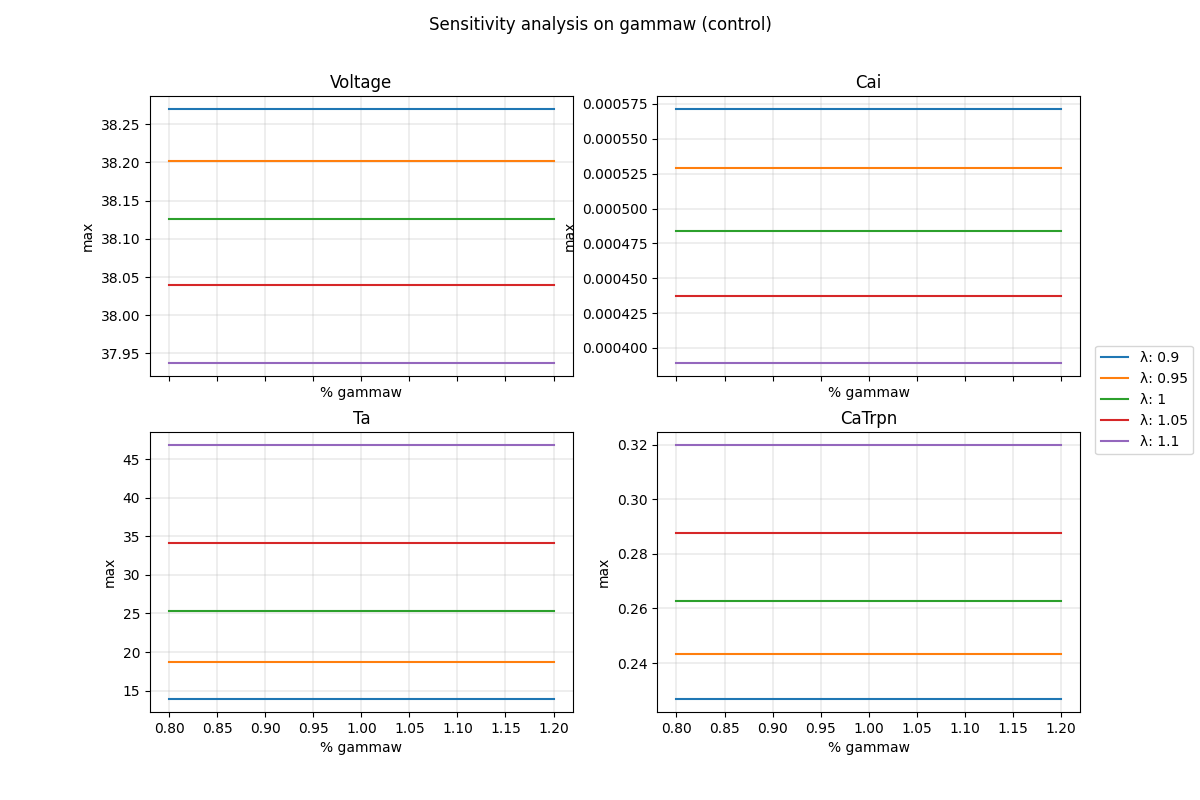 Sensitivity analysis on gammaw (control)
Voltage
38.25
38.20
38.15
38.10
38.05
38.00
37.95
max
% gammaw
Cai
0.000575
0.000550
0.000525
0.000500
0.000475
0.000450
0.000425
0.000400
max
% gammaw
λ: 0.9
λ: 0.95
λ: 1
λ: 1.05
λ: 1.1
Ta
45
40
35
30
25
20
15
max
0.80 0.85 0.90 0.95 1.00 1.05 1.10 1.15 1.20
% gammaw
CaTrpn
0.32
0.30
0.28
0.26
0.24
max
0.80 0.85 0.90 0.95 1.00 1.05 1.10 1.15 1.20
% gammaw